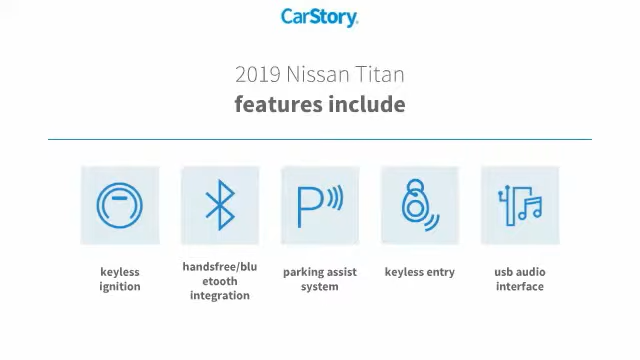 CarStory
2019 Nissan Titan
features include
keyless
ignition
handsfree/blu
etooth
integration
parking assist
system
keyless entry
usb audio
interface